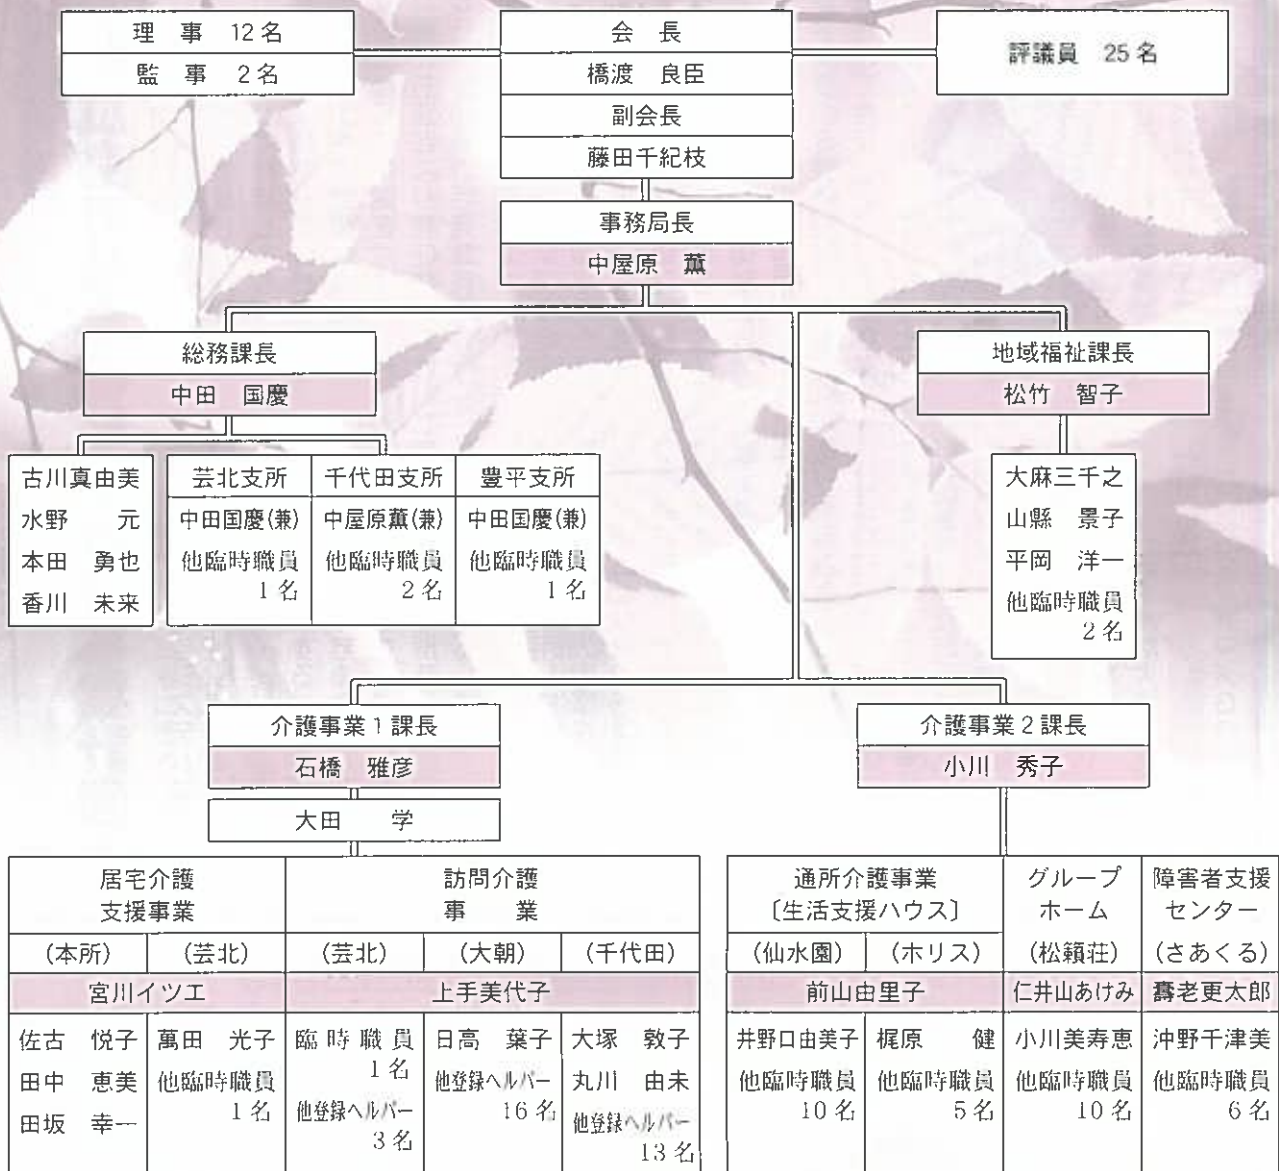 理　事　12名
監　事　2名
会　長
橋渡　良臣
副会長
藤田千紀枝
評議員　25名
事務局長
中屋原　薫
総務課長
中田　国慶
地域福祉課長
松竹　智子
古川真由美
水野　元
本田　勇也
香川　未来
芸北支所
中田国慶(兼)
他臨時職員
1名
千代田支所
中屋原薫(兼)
他臨時職員
2名
豊平支所
中田国慶(兼)
他臨時職員
1名
大麻三千之
山縣　景子
平岡　洋一
他臨時職員
2名
介護事業1課長
石橋　雅彦
大田　学
介護事業2課長
小川　秀子
居宅介護
支援事業
(本所)
(芸北)
宮川イツエ
佐古　悦子
田中　恵美
田坂　幸一
萬田　光子
他臨時職員
1名
訪問介護
事　業
(芸北)
(大朝)
(千代田)
上手美代子
臨時職員
1名
他登録ヘルパー
3名
日高　葉子
他登録ヘルパー
16名
大塚　敦子
丸川　由未
他登録ヘルパー
13名
通所介護事業
〔生活支援ハウス〕
(仙水園)
(ホリス)
前山由里子
井野口由美子
他臨時職員
10名
梶原　健
他臨時職員
5名
グループ
ホーム
(松籟荘)
仁井山あけみ
小川美寿恵
他臨時職員
10名
障害者支援
センター
(さあくる)
壽老更太郎
沖野千津美
他臨時職員
6名